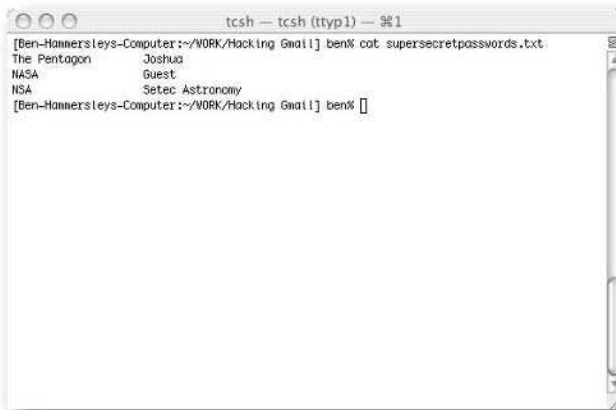 tcsh — tcsh (ttyp1) — ⌘1
[Ben-Hammersleys-Computer:~/WORK/Hacking Gmail] ben% cat supersecretpasswords.txt
The Pentagon Joshua
NASA Guest
NSA Setec Astronomy
[Ben-Hammersleys-Computer:~/WORK/Hacking Gmail] ben%